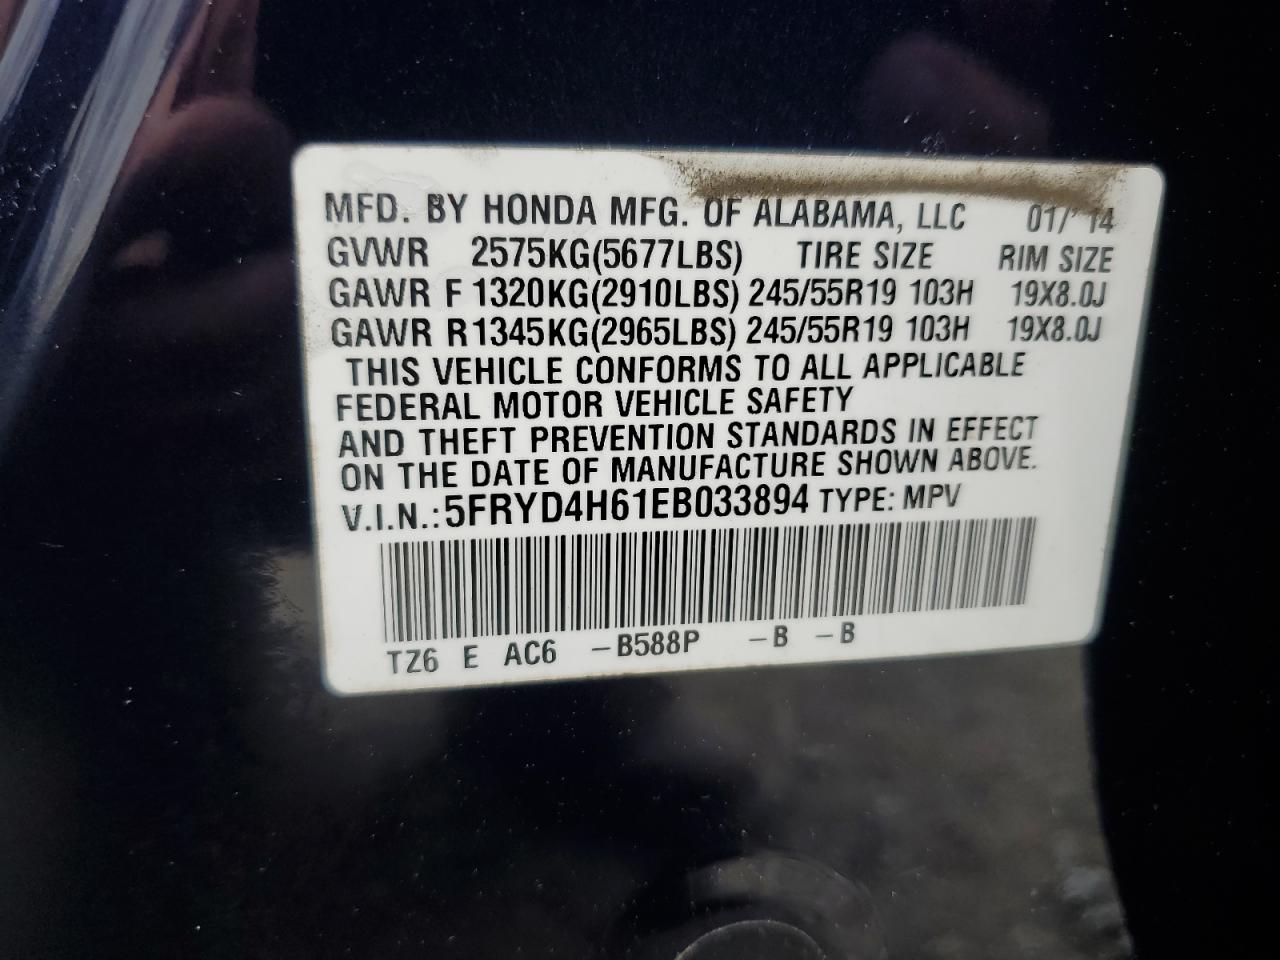 MFD. BY HONDA MFG. OF ALABAMA, LLC 01/'14
GVWR 2575KG(5677LBS) TIRE SIZE RIM SIZE
GAWR F 1320KG(2910LBS) 245/55R19 103H 19X8.0J
GAWR R 1345KG(2965LBS) 245/55R19 103H 19X8.0J
THIS VEHICLE CONFORMS TO ALL APPLICABLE
FEDERAL MOTOR VEHICLE SAFETY
AND THEFT PREVENTION STANDARDS IN EFFECT
ON THE DATE OF MANUFACTURE SHOWN ABOVE.
V.I.N.: 5FRYD4H61EB033894 TYPE: MPV
TZ6 E AC6 -B588P -B -B